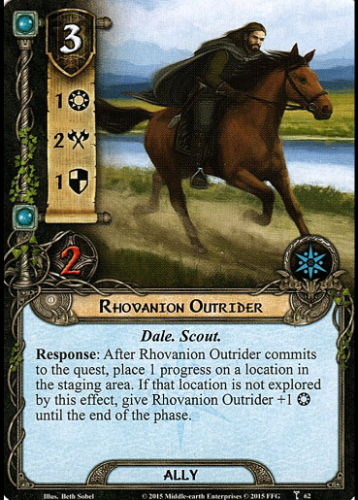 3
1
2
1
2
Rhovanion Outrider
Dale. Scout.
Response: After Rhovanion Outrider commits
to the quest, place 1 progress on a location in
the staging area. If that location is not explored
by this effect, give Rhovanion Outrider +1
until the end of the phase.
ALLY
Illus. Beth Sobel © 2015 Middle-earth Enterprises © 2015 FFG 62